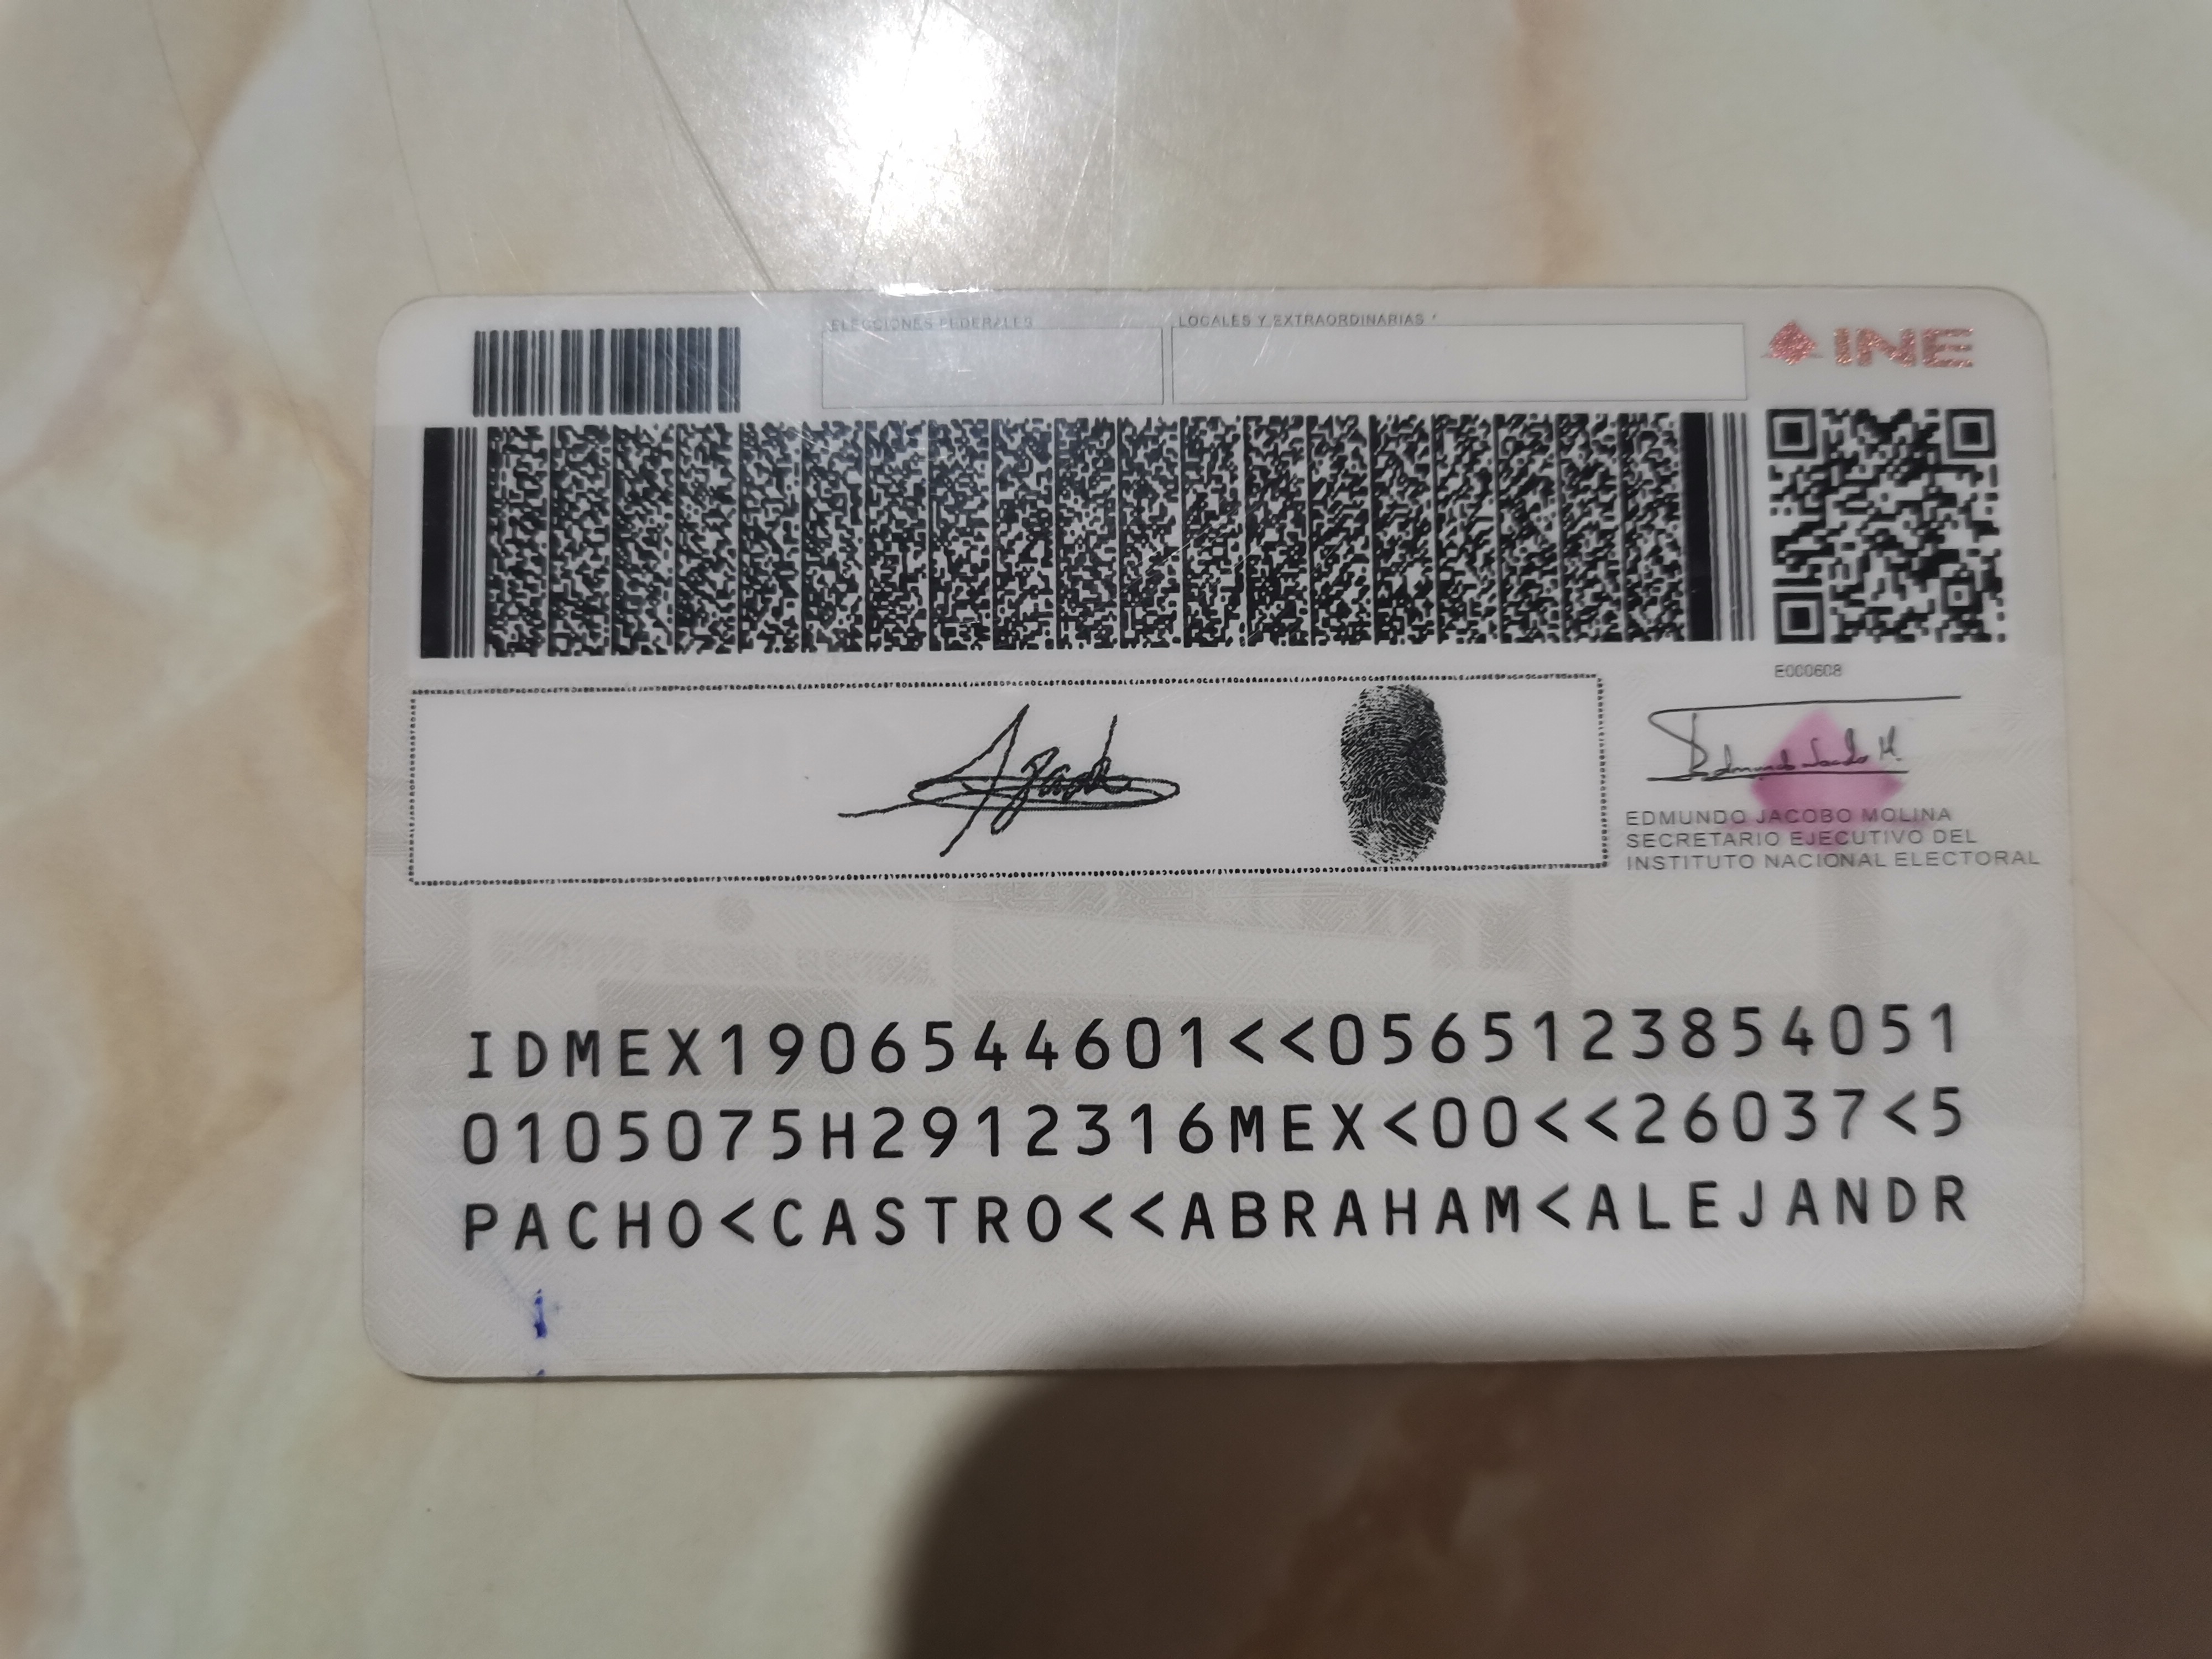 ELECCIONES FEDERALES
LOCALES Y EXTRAORDINARIAS
INE
E000608
EDMUNDO JACOBO MOLINA
SECRETARIO EJECUTIVO DEL
INSTITUTO NACIONAL ELECTORAL
IDMEX1906544601<<0565123854051
0105075H2912316MEX<00<<26037<5
PACHO<CASTRO<<ABRAHAM<ALEJANDR